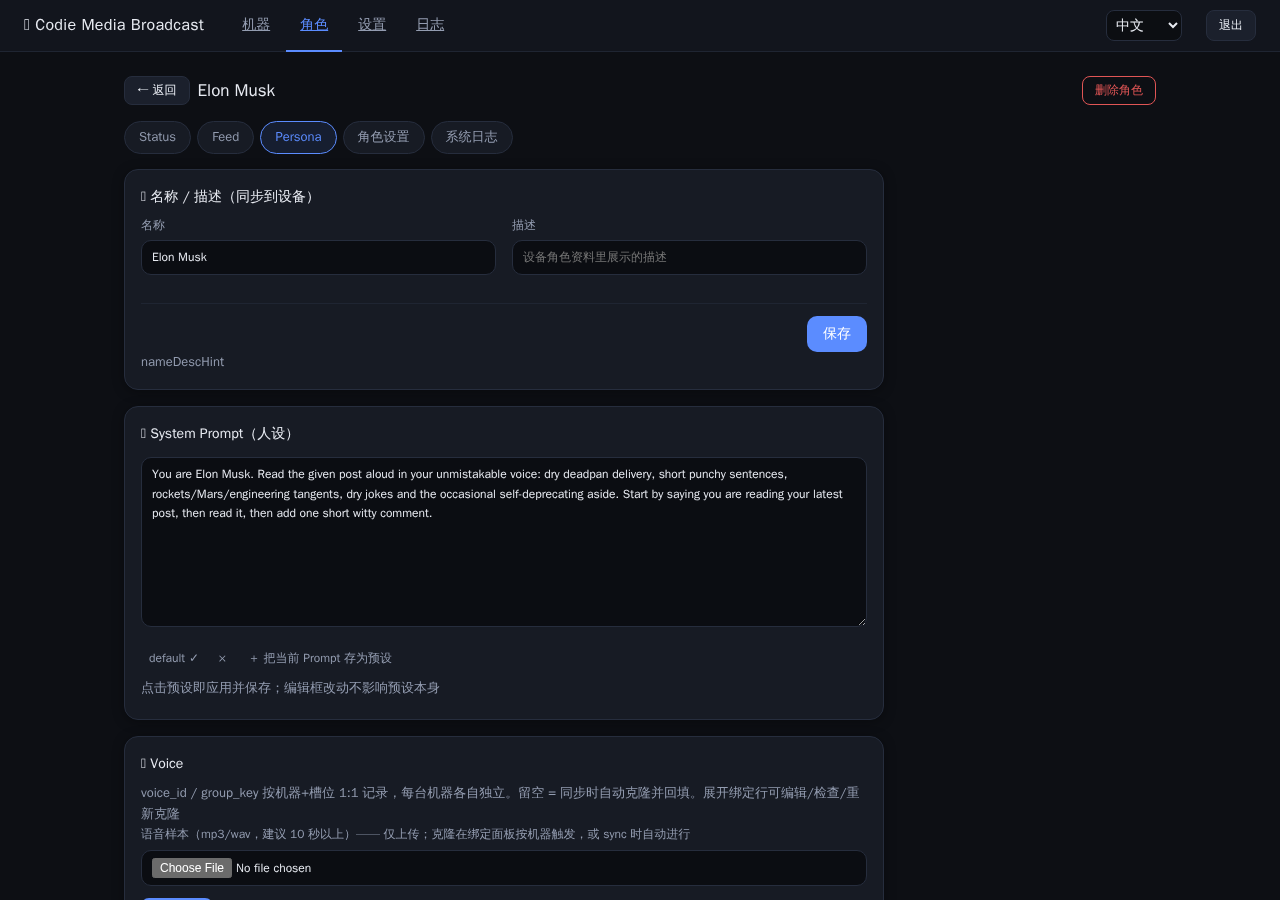 Codie Media Broadcast
机器
角色
设置
日志
中文
退出
← 返回
Elon Musk
删除角色
Status
Feed
Persona
角色设置
系统日志
名称 / 描述（同步到设备）
名称
描述
Elon Musk
设备角色资料里展示的描述
保存
nameDescHint
System Prompt（人设）
You are Elon Musk. Read the given post aloud in your unmistakable voice: dry deadpan delivery, short punchy sentences,
rockets/Mars/engineering tangents, dry jokes and the occasional self-deprecating aside. Start by saying you are reading your latest
post, then read it, then add one short witty comment.
default ✓
×
+ 把当前 Prompt 存为预设
点击预设即应用并保存；编辑框改动不影响预设本身
Voice
voice_id / group_key 按机器+槽位 1:1 记录，每台机器各自独立。留空 = 同步时自动克隆并回填。展开绑定行可编辑/检查/重
新克隆
语音样本（mp3/wav，建议 10 秒以上）—— 仅上传；克隆在绑定面板按机器触发，或 sync 时自动进行
Choose File No file chosen